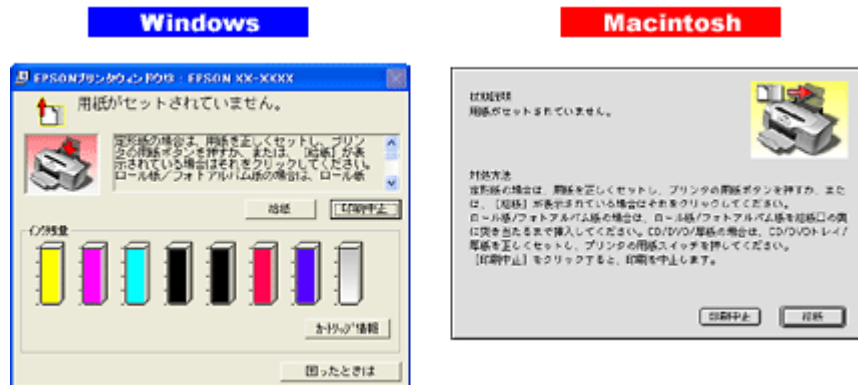 Windows
Macintosh
EPSONプリンタウィンドウ!3 : EPSON XX-XXXX
用紙がセットされていません。
定形紙の場合は、用紙を正しくセットし、プリン
タの用紙ボタンを押すか、または、［給紙］が表
示されている場合はそれをクリックしてください。
ロール紙/フォトアルバム紙の場合は、ロール紙
給紙
印刷中止
インク残量
カートリッジ情報
困ったときは
状況説明
用紙がセットされていません。
対処方法
定形紙の場合は、用紙を正しくセットし、プリンタの用紙ボタンを押すか、また
は、［給紙］が表示されている場合はそれをクリックしてください。
ロール紙/フォトアルバム紙の場合は、ロール紙/フォトアルバム紙を給紙口の奥
に突き当たるまで挿入してください。CD/DVD/厚紙の場合は、CD/DVDトレイ/
厚紙を正しくセットし、プリンタの用紙スイッチを押してください。
［印刷中止］をクリックすると、印刷を中止します。
印刷中止
給紙